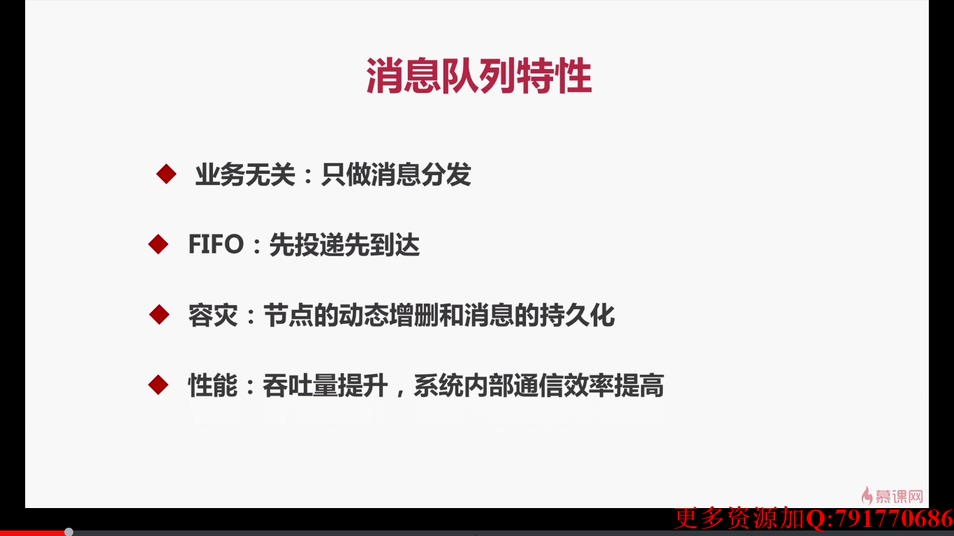 消息队列特性
业务无关：只做消息分发
FIFO：先投递先到达
容灾：节点的动态增删和消息的持久化
性能：吞吐量提升，系统内部通信效率提高
慕课网
更多资源加Q:791770686